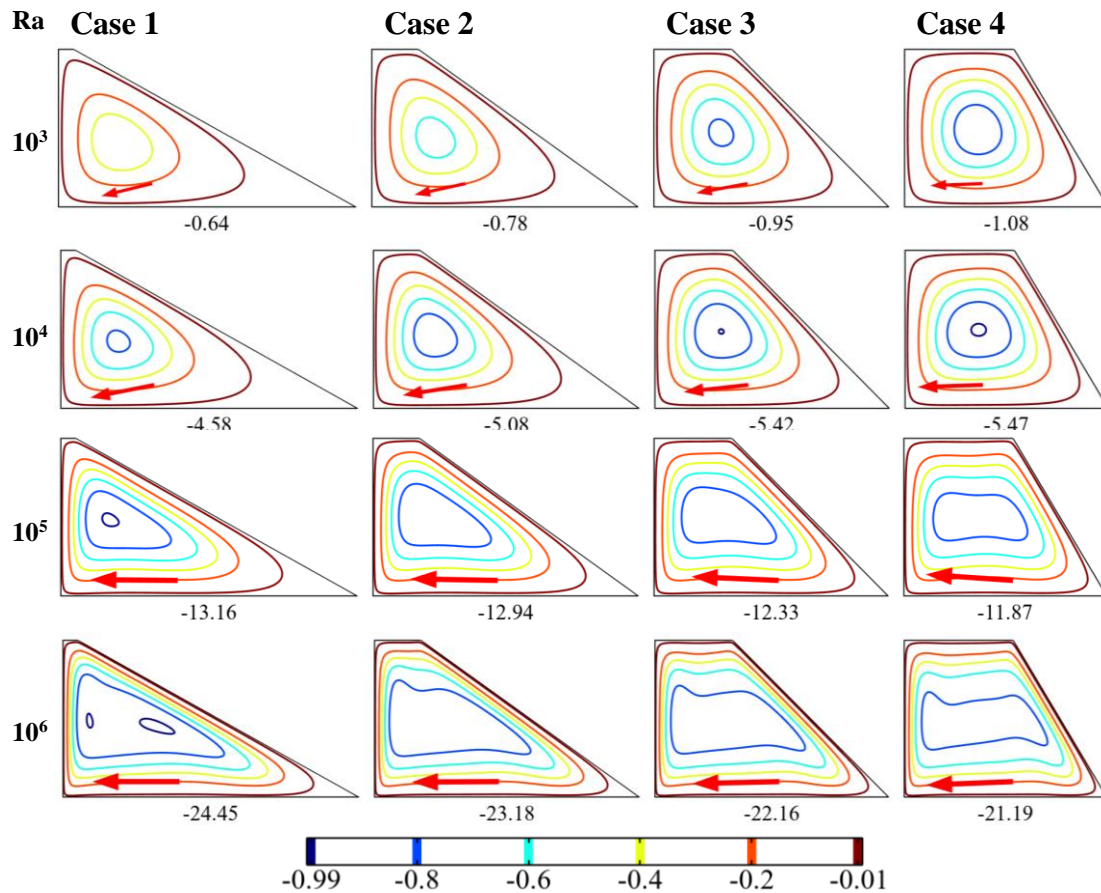 Ra Case 1 Case 2 Case 3 Case 4
10³
-0.64 -0.78 -0.95 -1.08
10⁴
-4.58 -5.08 -5.42 -5.47
10⁵
-13.16 -12.94 -12.33 -11.87
10⁶
-24.45 -23.18 -22.16 -21.19
-0.99 -0.8 -0.6 -0.4 -0.2 -0.01